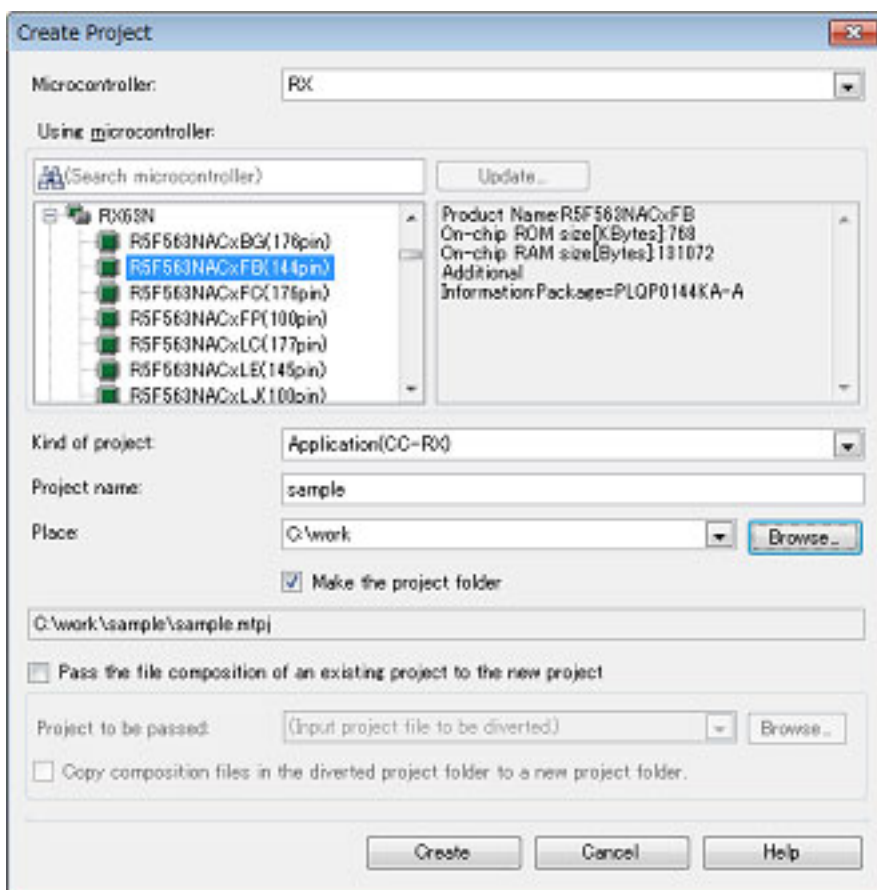 Create Project
Microcontroller: RX
Using microcontroller:
(Search microcontroller) Update...
RX63N
R5F563NACxBG(176pin)
R5F563NACxFB(144pin)
R5F563NACxFC(176pin)
R5F563NACxFP(100pin)
R5F563NACxLC(177pin)
R5F563NACxLE(145pin)
R5F563NACxLJ(100pin)
Product Name:R5F563NACxFB
On-chip ROM size[KBytes]:768
On-chip RAM size[Bytes]:131072
Additional
Information:Package=PLQP0144KA-A
Kind of project: Application(CC-RX)
Project name: sample
Place: C:\work Browse...
Make the project folder
C:\work\sample\sample.mtpj
Pass the file composition of an existing project to the new project
Project to be passed: (Input project file to be diverted.) Browse...
Copy composition files in the diverted project folder to a new project folder.
Create Cancel Help